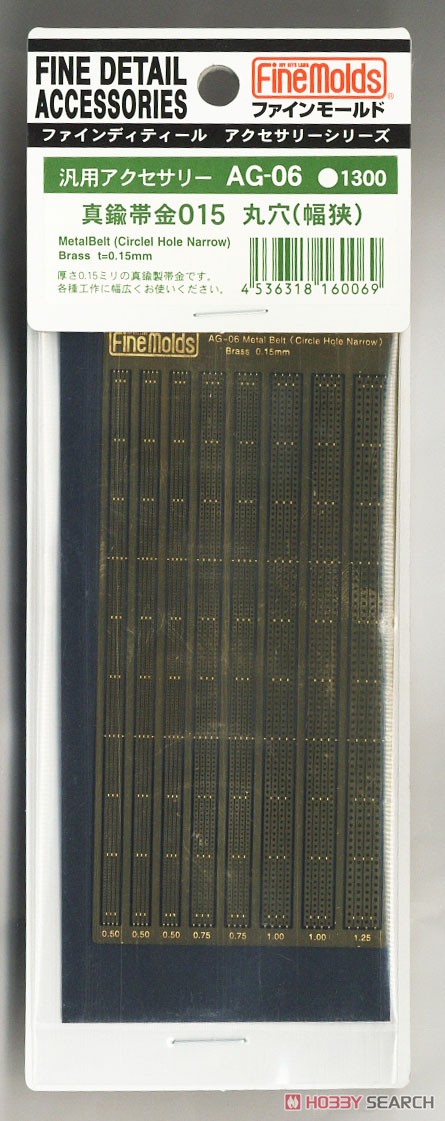 FINE DETAIL
ACCESSORIES
MY KITS LABO.
FineMolds®
ファインモールド
ファインディティール アクセサリーシリーズ
汎用アクセサリー AG-06 ●1300
真鍮帯金015 丸穴(幅狭)
MetalBelt (Circlel Hole Narrow)
Brass t=0.15mm
厚さ0.15ミリの真鍮製帯金です。
各種工作に幅広くお使いください。
4 536318 160069
FineMolds
AG-06 Metal Belt (Circle Hole Narrow)
Brass 0.15mm
0.50 0.50 0.50 0.75 0.75 1.00 1.00 1.25
HOBBY SEARCH